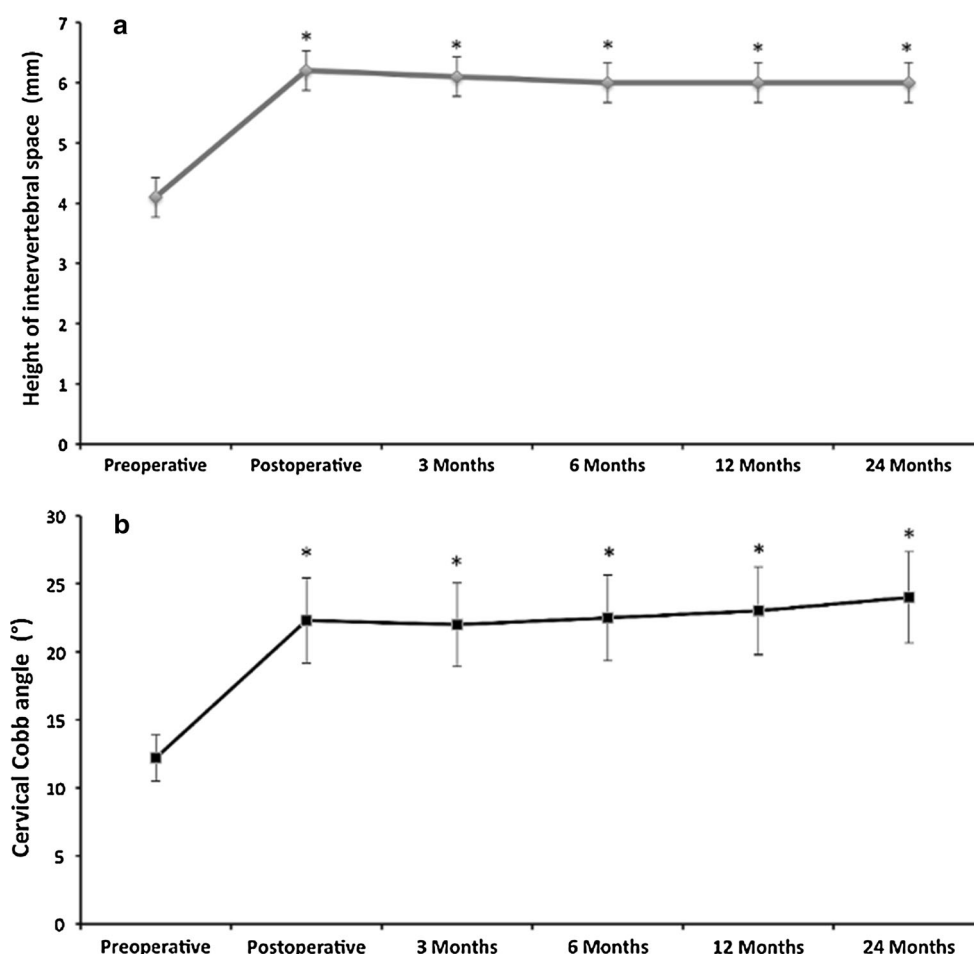 a
Height of intervertebral space (mm)
7
6
5
4
3
2
1
0
* * * * *
Preoperative Postoperative 3 Months 6 Months 12 Months 24 Months
b
Cervical Cobb angle (°)
30
25
20
15
10
5
0
* * * * *
Preoperative Postoperative 3 Months 6 Months 12 Months 24 Months